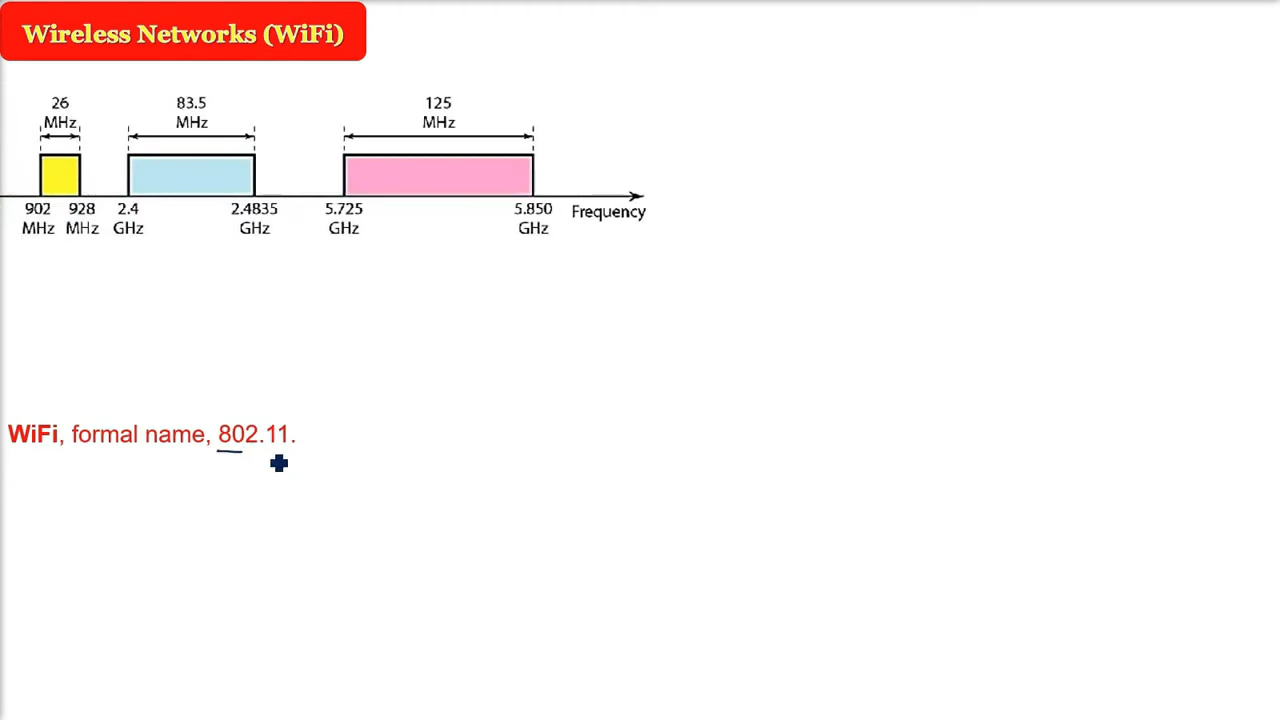 Wireless Networks (WiFi)
26 83.5 125
MHz MHz MHz
902 928 2.4 2.4835 5.725 5.850 Frequency
MHz MHz GHz GHz GHz GHz
WiFi, formal name, 802.11.